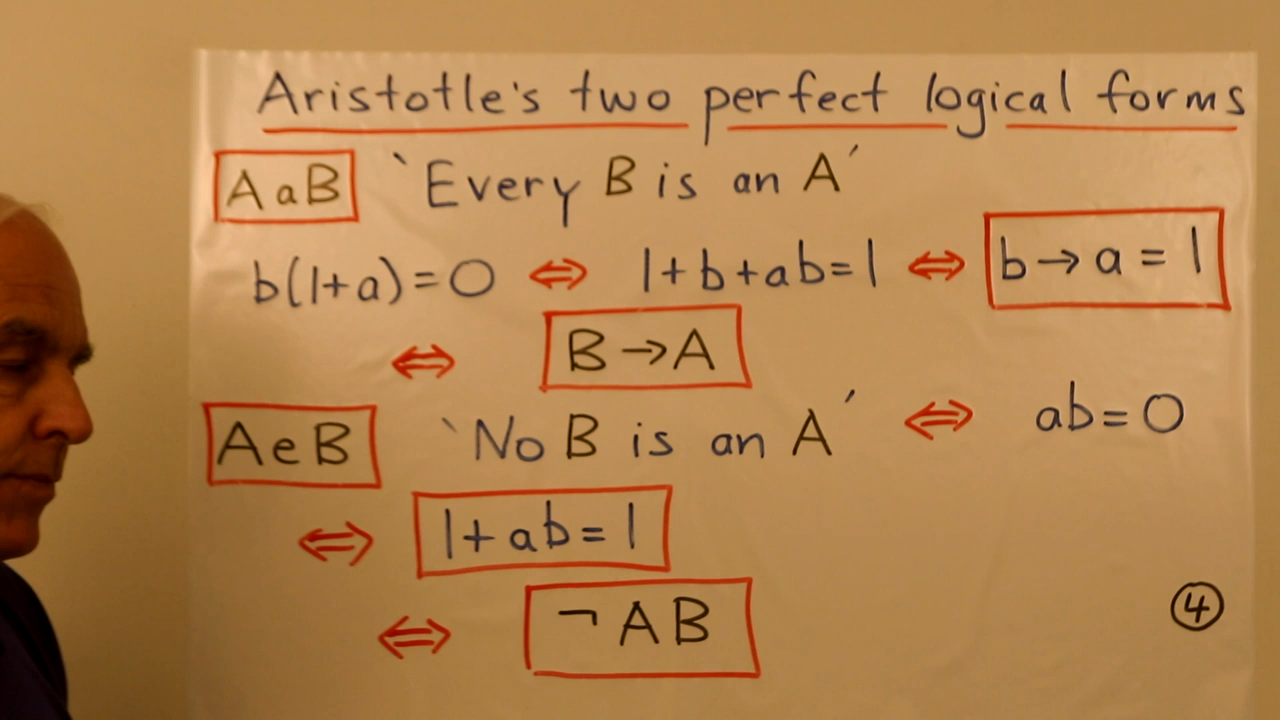 Aristotle's two perfect logical forms
AaB `Every B is an A´
b(1+a)=0 ⇔ 1+b+ab=1 ⇔ b→a=1
⇔ B→A
AeB `No B is an A´ ⇔ ab=0
⇔ 1+ab=1
⇔ ¬AB
④